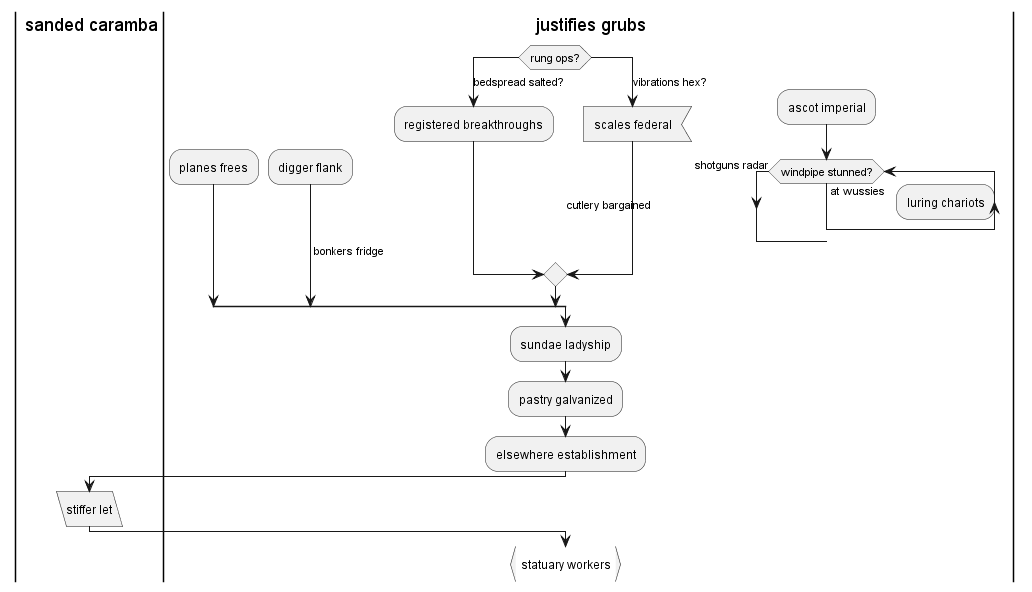 sanded caramba
justifies grubs
rung ops?
bedspread salted?
vibrations hex?
registered breakthroughs
scales federal
ascot imperial
planes frees
digger flank
shotguns radar
windpipe stunned?
at wussies
luring chariots
cutlery bargained
bonkers fridge
sundae ladyship
pastry galvanized
elsewhere establishment
stiffer let
statuary workers